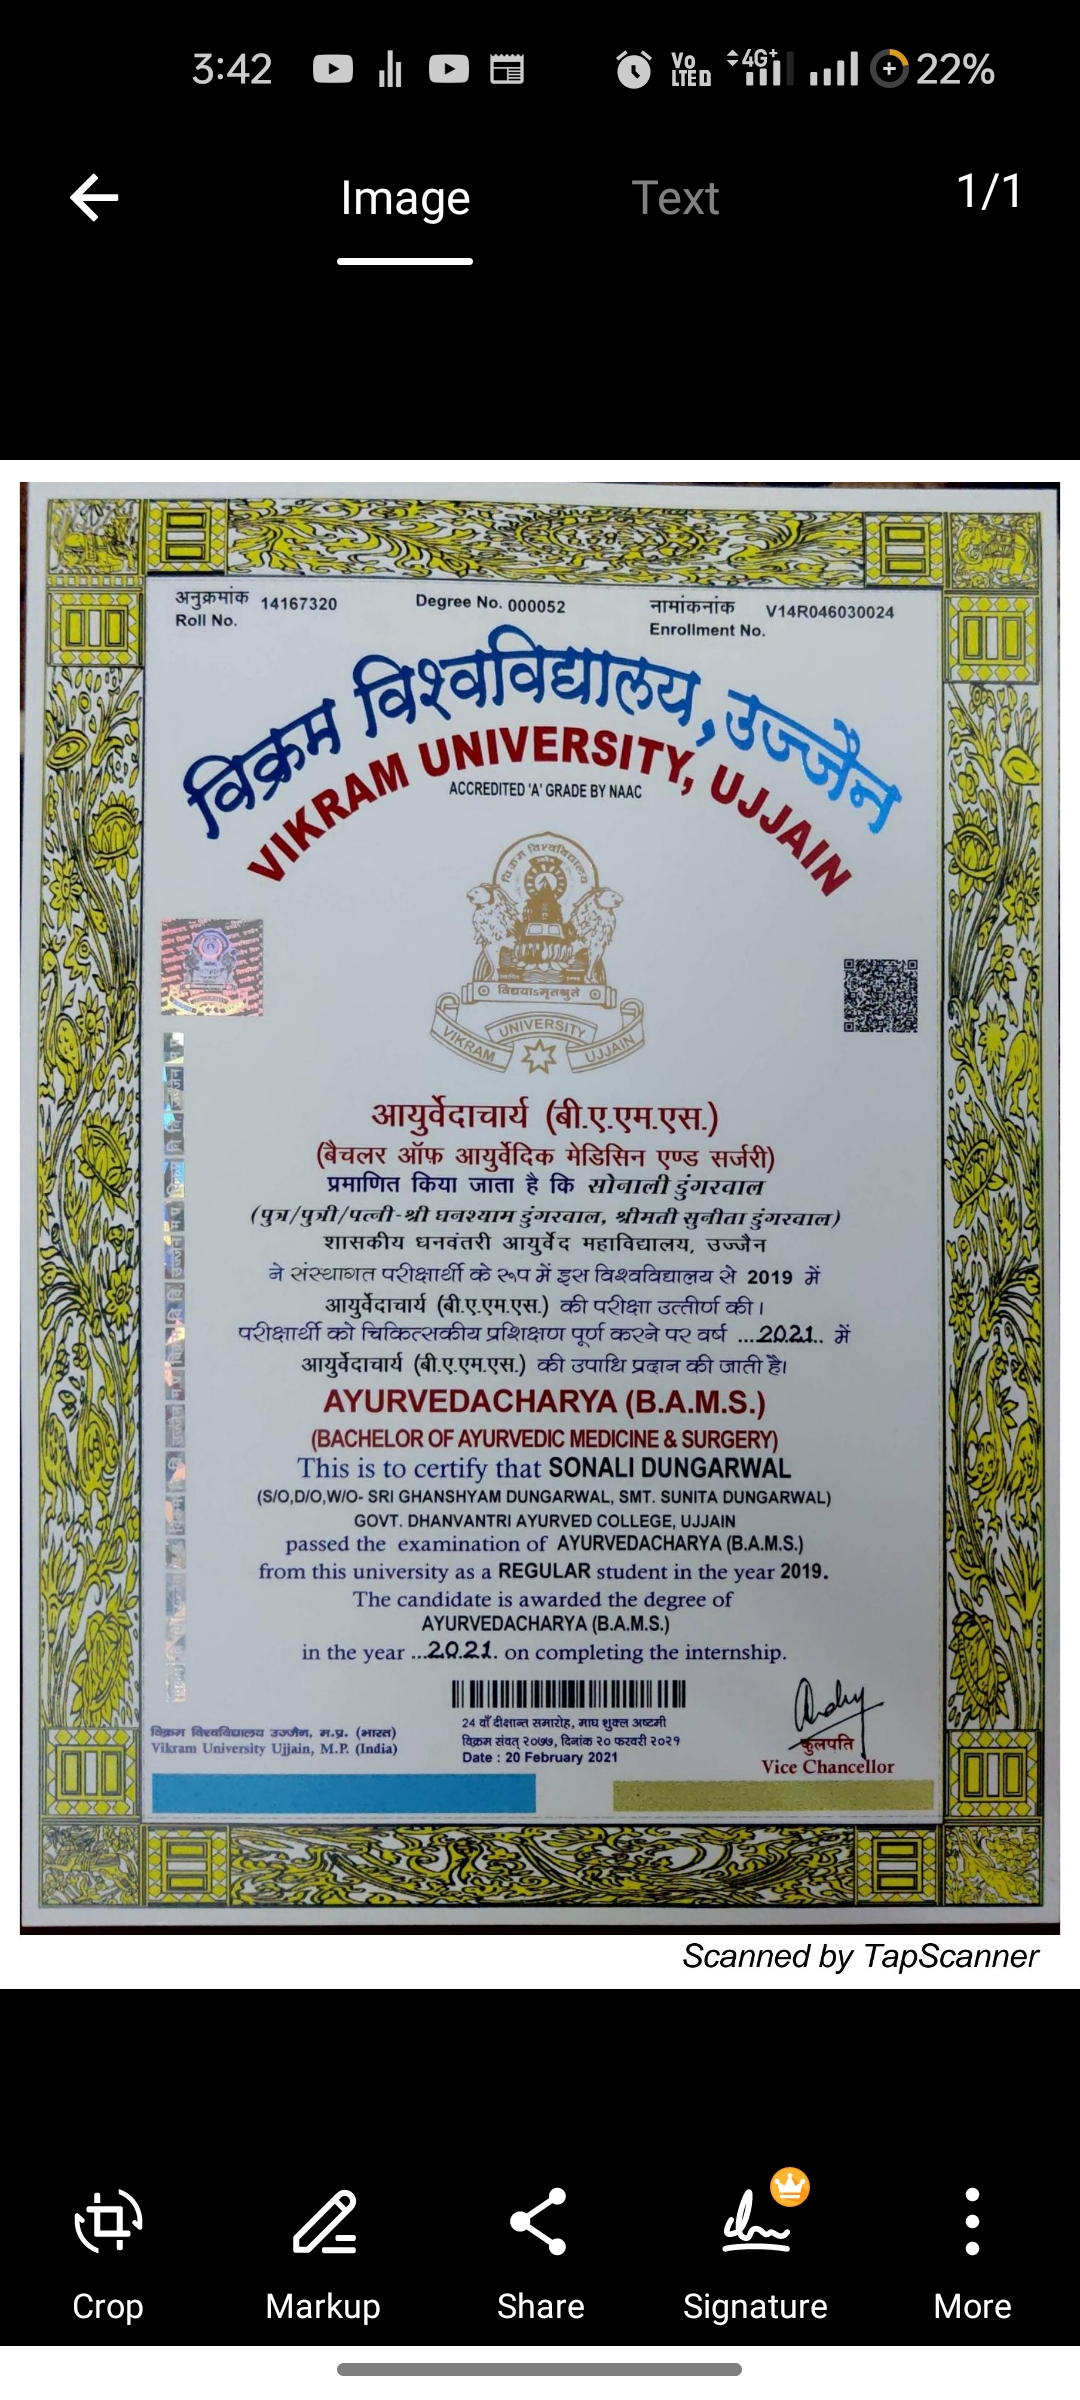 3:42
VoLTE 4G+ 22%
Image Text 1/1
अनुक्रमांक 14167320 Degree No. 000052 नामांकनांक V14R046030024
Roll No. Enrollment No.
विक्रम विश्वविद्यालय, उज्जैन
VIKRAM UNIVERSITY, UJJAIN
ACCREDITED 'A' GRADE BY NAAC
विक्रम विश्वविद्यालय
विद्ययाऽमृतश्नुते
VIKRAM UNIVERSITY UJJAIN
आयुर्वेदाचार्य (बी.ए.एम.एस.)
(बैचलर ऑफ़ आयुर्वेदिक मेडिसिन एण्ड सर्जरी)
प्रमाणित किया जाता है कि सोनाली डुंगरवाल
(पुत्र/पुत्री/पत्नी-श्री घनश्याम डुंगरवाल, श्रीमती सुनीता डुंगरवाल)
शासकीय धनवंतरी आयुर्वेद महाविद्यालय, उज्जैन
ने संस्थागत परीक्षार्थी के रूप में इस विश्वविद्यालय से 2019 में
आयुर्वेदाचार्य (बी.ए.एम.एस.) की परीक्षा उत्तीर्ण की।
परीक्षार्थी को चिकित्सकीय प्रशिक्षण पूर्ण करने पर वर्ष ...2021.. में
आयुर्वेदाचार्य (बी.ए.एम.एस.) की उपाधि प्रदान की जाती है।
AYURVEDACHARYA (B.A.M.S.)
(BACHELOR OF AYURVEDIC MEDICINE & SURGERY)
This is to certify that SONALI DUNGARWAL
(S/O,D/O,W/O- SRI GHANSHYAM DUNGARWAL, SMT. SUNITA DUNGARWAL)
GOVT. DHANVANTRI AYURVED COLLEGE, UJJAIN
passed the examination of AYURVEDACHARYA (B.A.M.S.)
from this university as a REGULAR student in the year 2019.
The candidate is awarded the degree of
AYURVEDACHARYA (B.A.M.S.)
in the year ...2021. on completing the internship.
24 वाँ दीक्षान्त समारोह, माघ शुक्ल अष्टमी
विक्रम विश्वविद्यालय उज्जैन, म.प्र. (भारत) विक्रम संवत् २०७७, दिनांक २० फरवरी २०२१ कुलपति
Vikram University Ujjain, M.P. (India) Date : 20 February 2021 Vice Chancellor
Scanned by TapScanner
Crop Markup Share Signature More